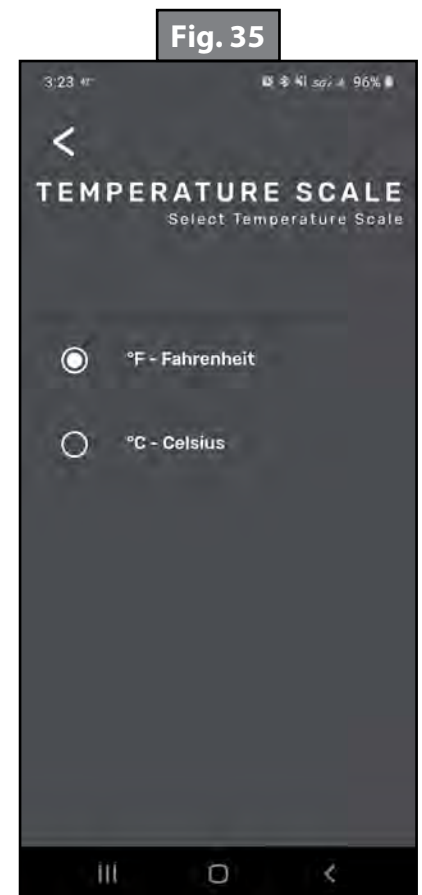 Fig. 35
3:23
96%
TEMPERATURE SCALE
Select Temperature Scale
°F - Fahrenheit
°C - Celsius